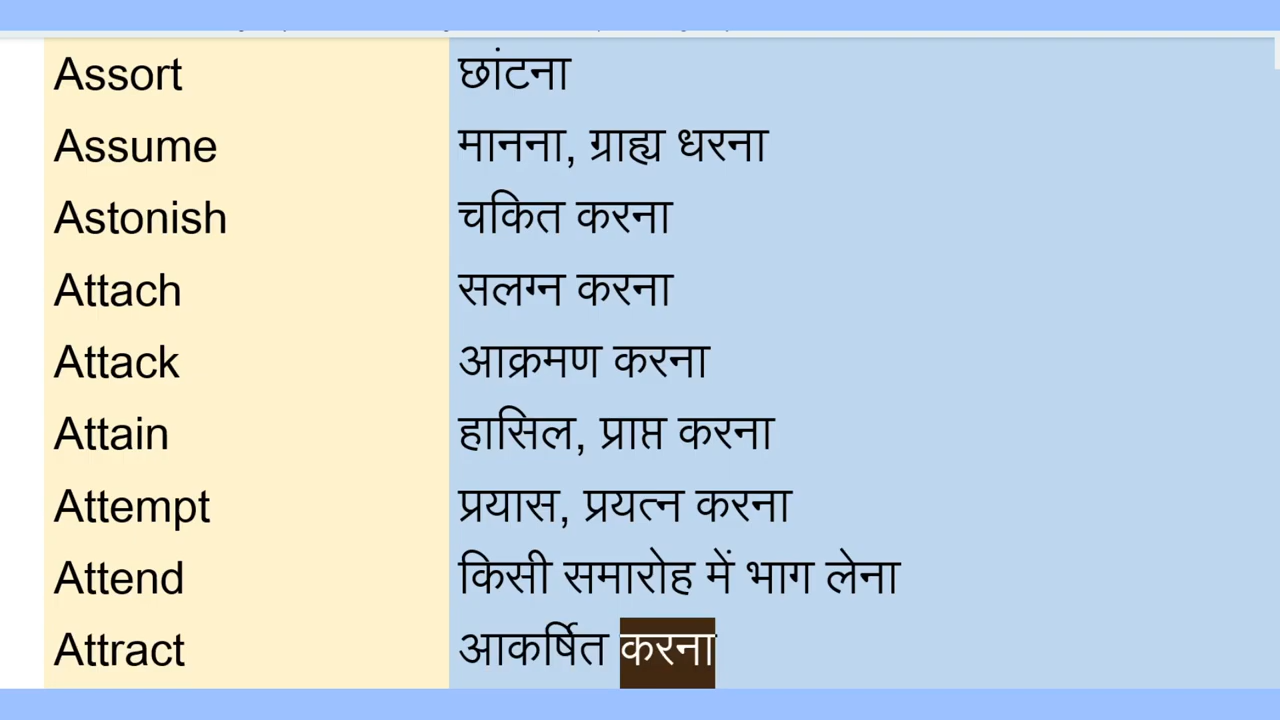 Assort छांटना
Assume मानना, ग्राह्य धरना
Astonish चकित करना
Attach सलग्न करना
Attack आक्रमण करना
Attain हासिल, प्राप्त करना
Attempt प्रयास, प्रयत्न करना
Attend किसी समारोह में भाग लेना
Attract आकर्षित करना